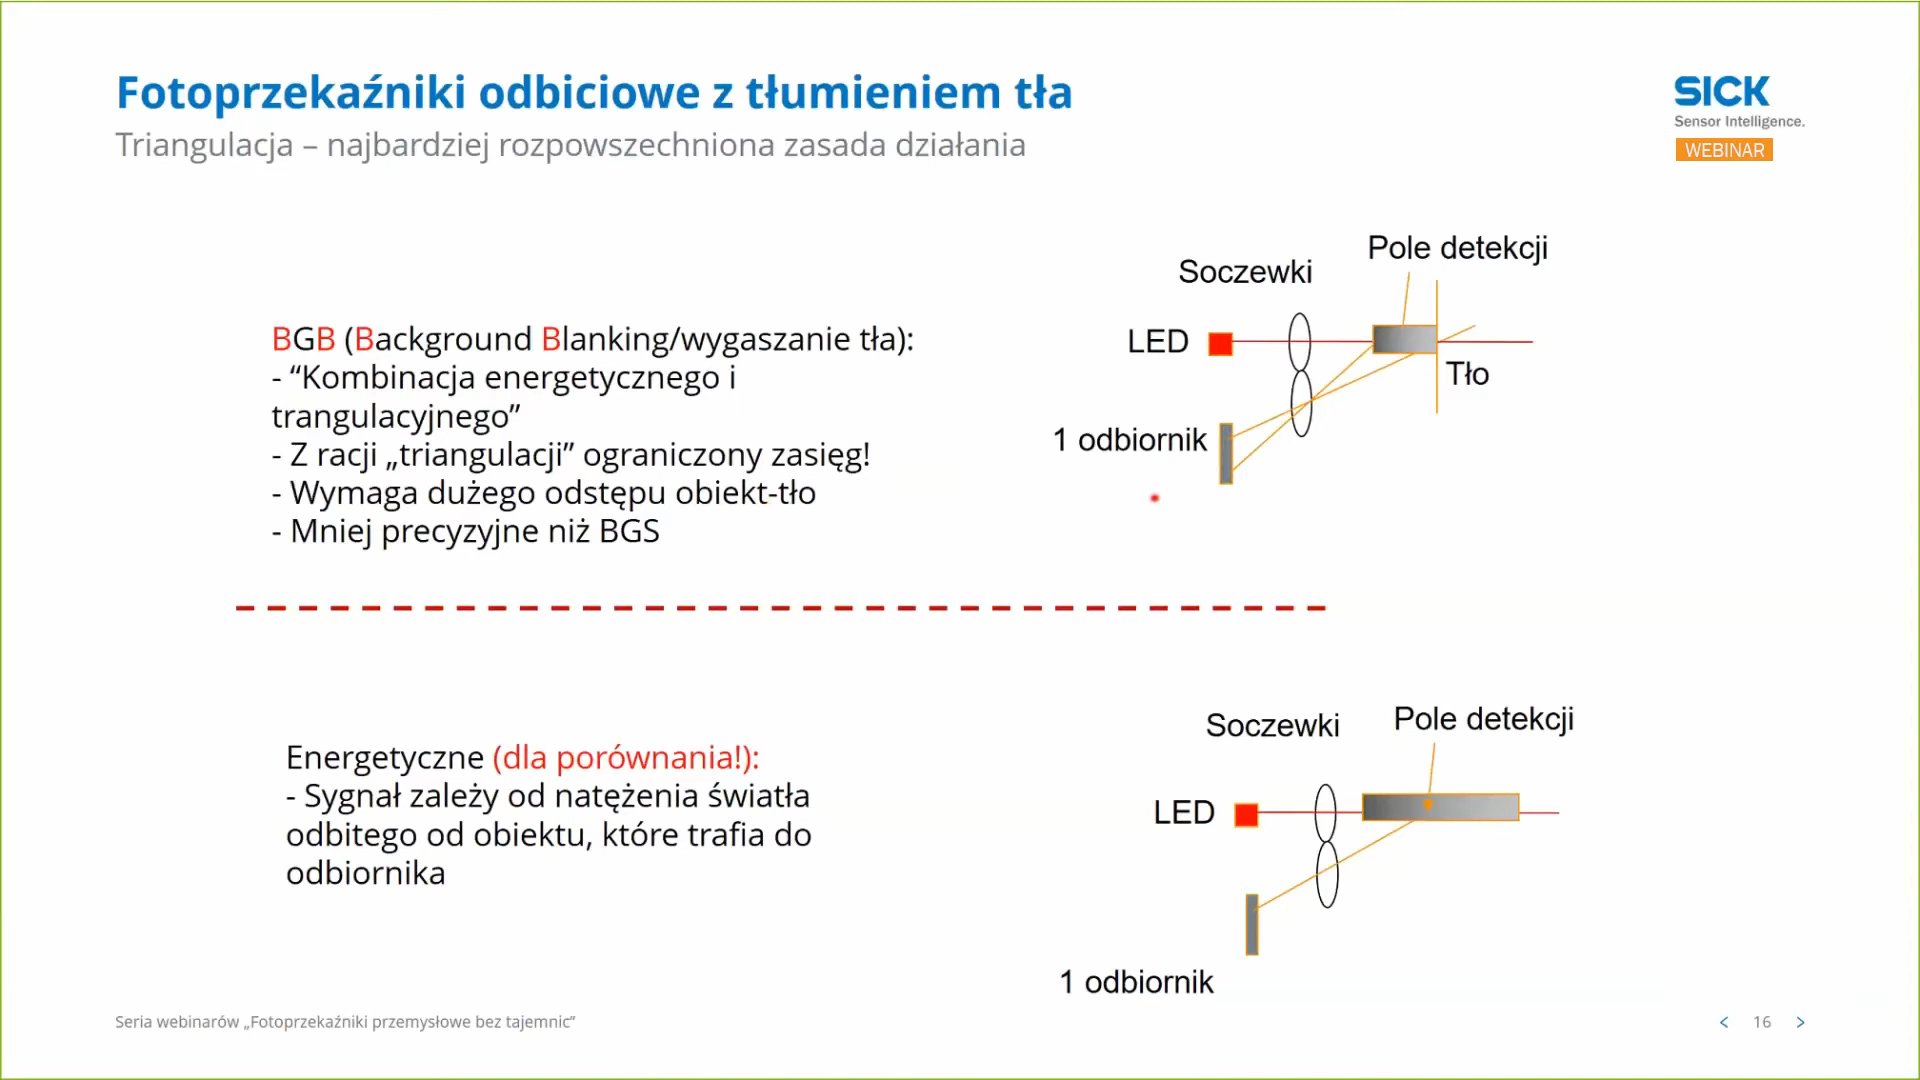 Fotoprzekaźniki odbiciowe z tłumieniem tła
Triangulacja – najbardziej rozpowszechniona zasada działania
SICK
Sensor Intelligence.
WEBINAR
BGB (Background Blanking/wygaszanie tła):
- “Kombinacja energetycznego i
trangulacyjnego”
- Z racji „triangulacji” ograniczony zasięg!
- Wymaga dużego odstępu obiekt-tło
- Mniej precyzyjne niż BGS
Soczewki
Pole detekcji
LED
Tło
1 odbiornik
Energetyczne (dla porównania!):
- Sygnał zależy od natężenia światła
odbitego od obiektu, które trafia do
odbiornika
Soczewki
Pole detekcji
LED
1 odbiornik
Seria webinarów „Fotoprzekaźniki przemysłowe bez tajemnic”
< 16 >